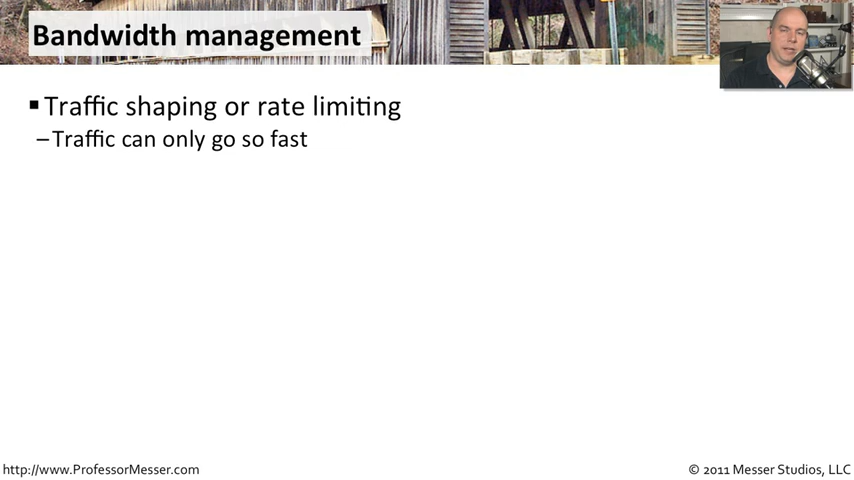 Bandwidth management
▪ Traffic shaping or rate limiting
– Traffic can only go so fast
http://www.ProfessorMesser.com
© 2011 Messer Studios, LLC